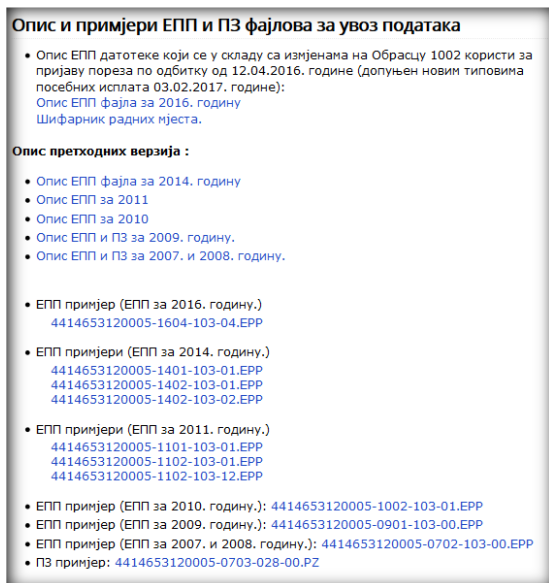 Опис и примјери ЕПП и ПЗ фајлова за увоз података
• Опис ЕПП датотеке који се у складу са измјенама на Обрасцу 1002 користи за
пријаву пореза по одбитку од 12.04.2016. године (допуњен новим типовима
посебних исплата 03.02.2017. године):
Опис ЕПП фајла за 2016. годину
Шифарник радних мјеста.
Опис претходних верзија :
• Опис ЕПП фајла за 2014. годину
• Опис ЕПП за 2011
• Опис ЕПП за 2010
• Опис ЕПП и ПЗ за 2009. годину.
• Опис ЕПП и ПЗ за 2007. и 2008. годину.
• ЕПП примјер (ЕПП за 2016. годину.)
4414653120005-1604-103-04.EPP
• ЕПП примјери (ЕПП за 2014. годину.)
4414653120005-1401-103-01.EPP
4414653120005-1402-103-01.EPP
4414653120005-1402-103-02.EPP
• ЕПП примјери (ЕПП за 2011. годину.)
4414653120005-1101-103-01.EPP
4414653120005-1102-103-01.EPP
4414653120005-1102-103-12.EPP
• ЕПП примјер (ЕПП за 2010. годину.): 4414653120005-1002-103-01.EPP
• ЕПП примјер (ЕПП за 2009. годину.): 4414653120005-0901-103-00.EPP
• ЕПП примјер (ЕПП за 2007. и 2008. годину.): 4414653120005-0702-103-00.EPP
• ПЗ примјер: 4414653120005-0703-028-00.PZ